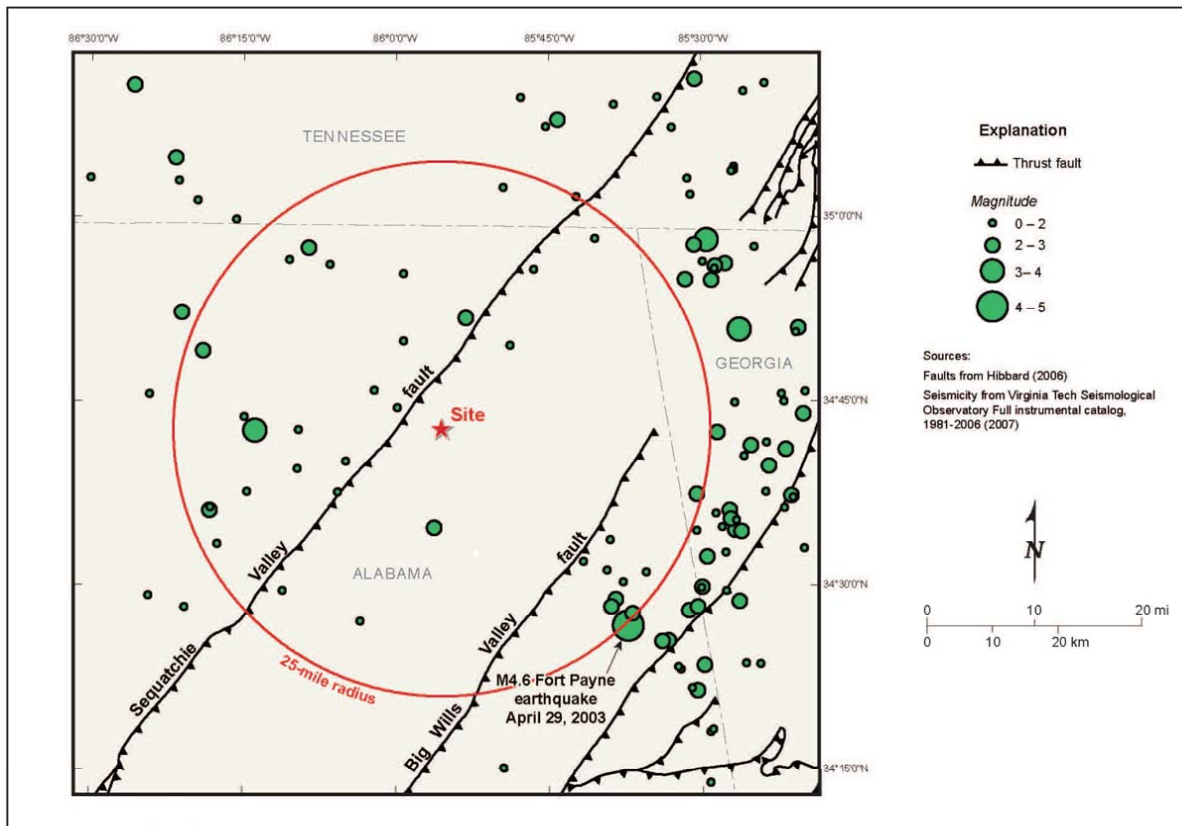 86°30'0"W 86°15'0"W 86°0'0"W 85°45'0"W 85°30'0"W
TENNESSEE
35°0'0"N
GEORGIA
34°45'0"N
fault
Site
Valley
ALABAMA
fault
34°30'0"N
Valley
Sequatchie
25-mile radius
M4.6 Fort Payne
earthquake
April 29, 2003
Big Wills
34°15'0"N
Explanation
Thrust fault
Magnitude
0 – 2
2 – 3
3 – 4
4 – 5
Sources:
Faults from Hibbard (2006)
Seismicity from Virginia Tech Seismological
Observatory Full instrumental catalog,
1981-2006 (2007)
N
0 10 20 mi
0 10 20 km